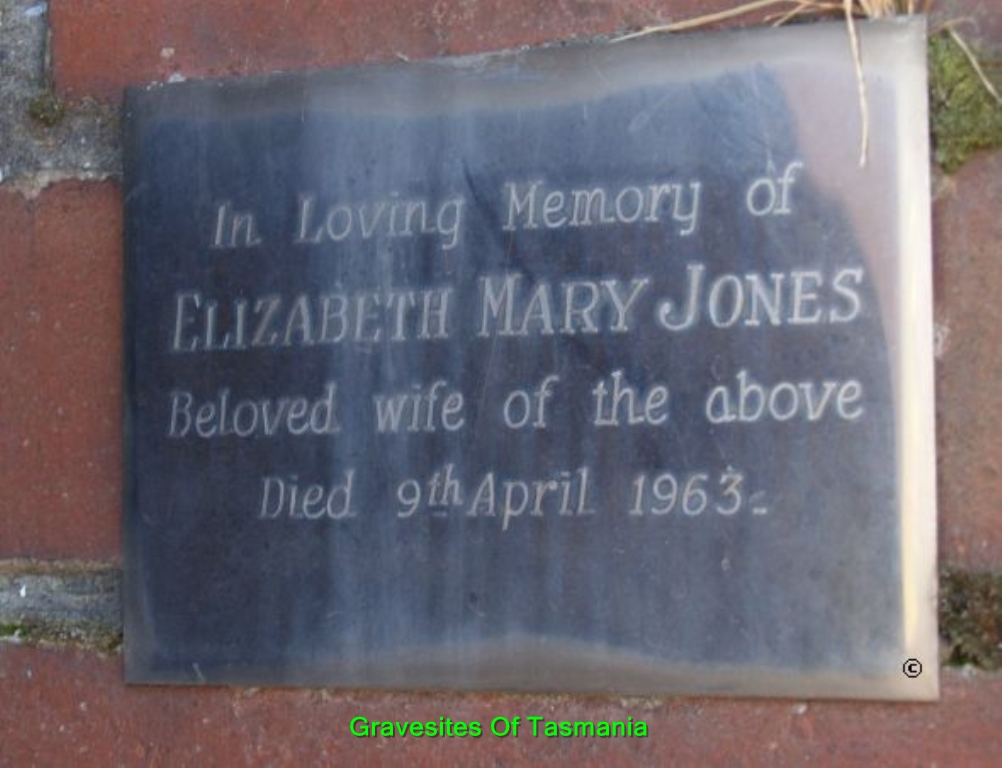 In Loving Memory of
ELIZABETH MARY JONES
Beloved wife of the above
Died 9th April 1963.
©
Gravesites Of Tasmania